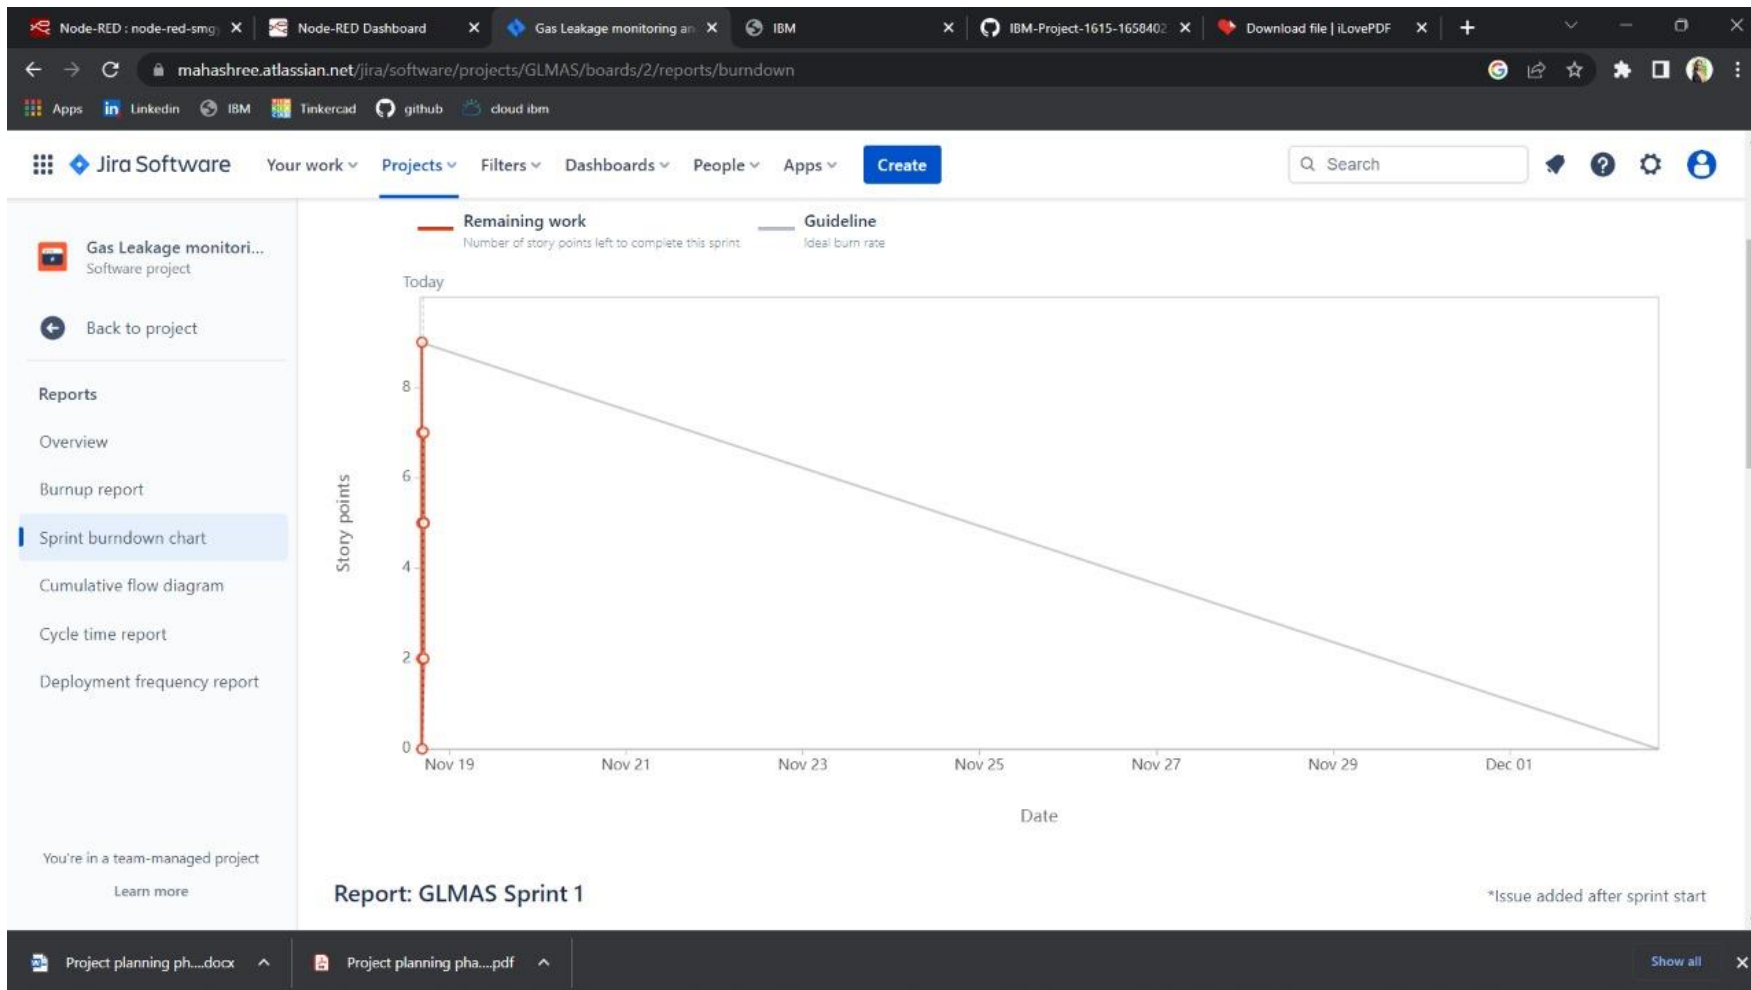 Node-RED : node-red-smg
Node-RED Dashboard
Gas Leakage monitoring an
IBM
IBM-Project-1615-1658402
Download file | iLovePDF
mahashree.atlassian.net/jira/software/projects/GLMAS/boards/2/reports/burndown
Apps
Linkedin
IBM
Tinkercad
github
cloud ibm
Jira Software
Your work
Projects
Filters
Dashboards
People
Apps
Create
Search
Gas Leakage monitori...
Software project
Back to project
Reports
Overview
Burnup report
Sprint burndown chart
Cumulative flow diagram
Cycle time report
Deployment frequency report
You're in a team-managed project
Learn more
Remaining work
Number of story points left to complete this sprint
Guideline
Ideal burn rate
Today
Story points
8
6
4
2
0
Nov 19
Nov 21
Nov 23
Nov 25
Nov 27
Nov 29
Dec 01
Date
Report: GLMAS Sprint 1
*Issue added after sprint start
Project planning ph....docx
Project planning pha....pdf
Show all